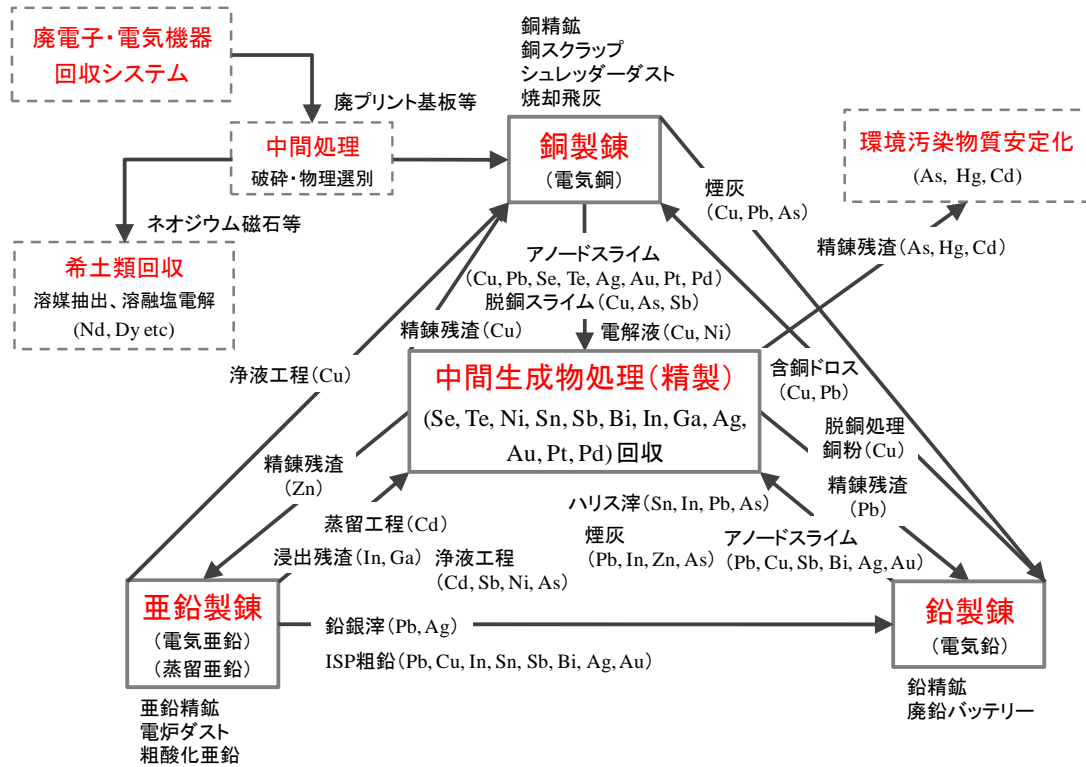 廃電子・電気機器
回収システム
廃プリント基板等
中間処理
破砕・物理選別
ネオジウム磁石等
希土類回収
溶媒抽出、溶融塩電解
(Nd, Dy etc)
銅精鉱
銅スクラップ
シュレッダーダスト
焼却飛灰
銅製錬
(電気銅)
環境汚染物質安定化
(As, Hg, Cd)
煙灰
(Cu, Pb, As)
精錬残渣(As, Hg, Cd)
アノードスライム
(Cu, Pb, Se, Te, Ag, Au, Pt, Pd)
脱銅スライム(Cu, As, Sb)
電解液(Cu, Ni)
精錬残渣(Cu)
浄液工程(Cu)
含銅ドロス
(Cu, Pb)
中間生成物処理(精製)
(Se, Te, Ni, Sn, Sb, Bi, In, Ga, Ag,
Au, Pt, Pd)回収
脱銅処理
銅粉(Cu)
精錬残渣
(Zn)
精錬残渣
(Pb)
蒸留工程(Cd)
浸出残渣(In, Ga)
浄液工程
(Cd, Sb, Ni, As)
ハリス滓(Sn, In, Pb, As)
煙灰
(Pb, In, Zn, As)
アノードスライム
(Pb, Cu, Sb, Bi, Ag, Au)
亜鉛製錬
(電気亜鉛)
(蒸留亜鉛)
鉛銀滓(Pb, Ag)
ISP粗鉛(Pb, Cu, In, Sn, Sb, Bi, Ag, Au)
鉛製錬
(電気鉛)
亜鉛精鉱
電炉ダスト
粗酸化亜鉛
鉛精鉱
廃鉛バッテリー